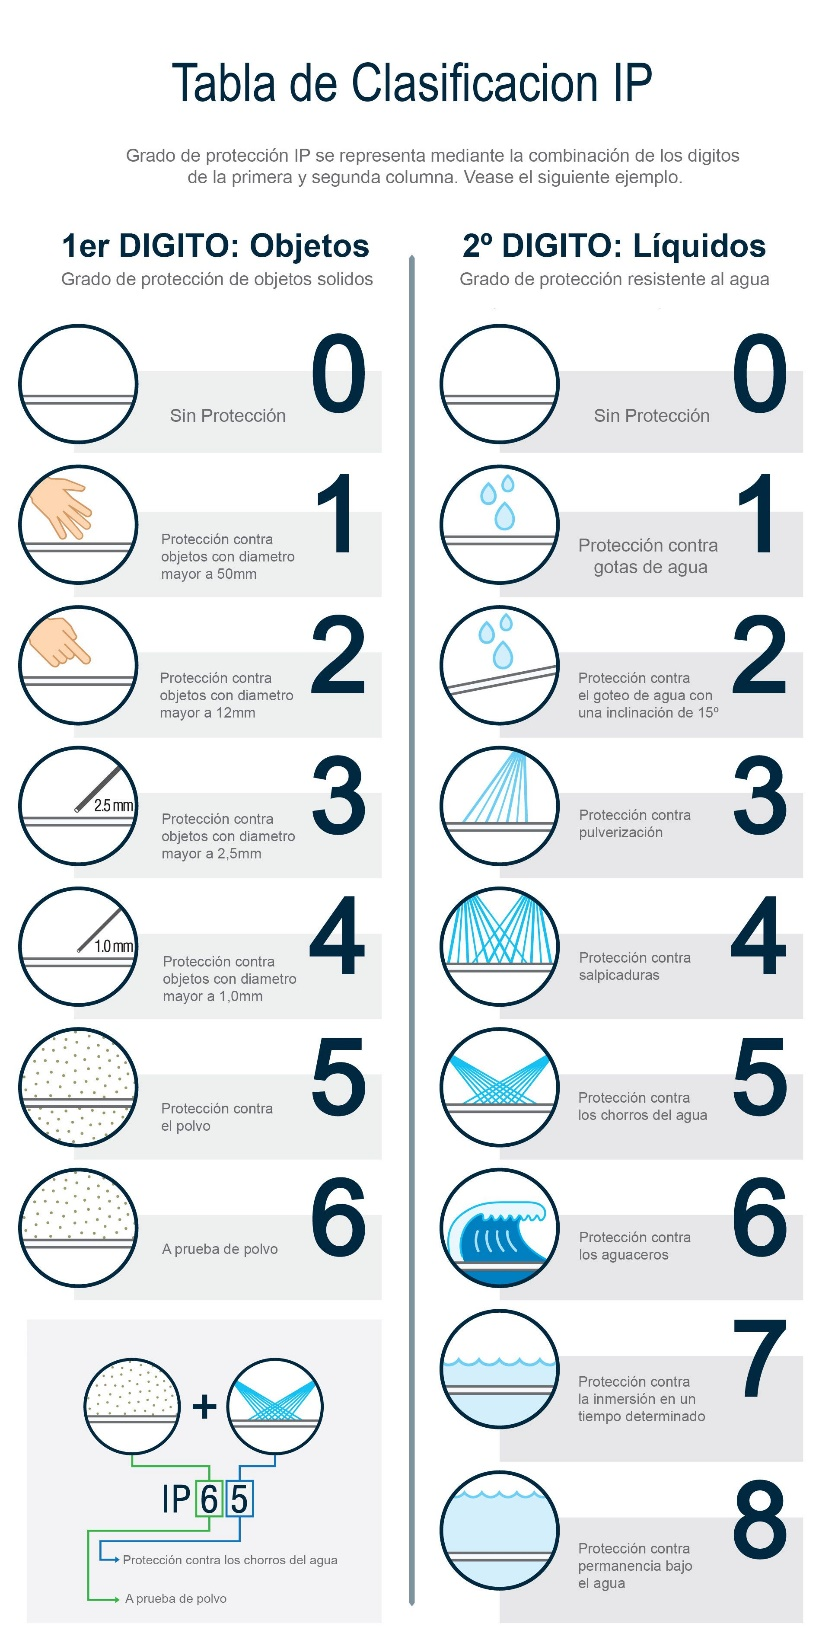 Tabla de Clasificacion IP
Grado de protección IP se representa mediante la combinación de los digitos
de la primera y segunda columna. Vease el siguiente ejemplo.
1er DIGITO: Objetos
Grado de protección de objetos solidos
0
Sin Protección
1
Protección contra
objetos con diametro
mayor a 50mm
2
Protección contra
objetos con diametro
mayor a 12mm
3
2.5 mm
Protección contra
objetos con diametro
mayor a 2,5mm
4
1.0 mm
Protección contra
objetos con diametro
mayor a 1,0mm
5
Protección contra
el polvo
6
A prueba de polvo
+
IP 6 5
Protección contra los chorros del agua
A prueba de polvo
2º DIGITO: Líquidos
Grado de protección resistente al agua
0
Sin Protección
1
Protección contra
gotas de agua
2
Protección contra
el goteo de agua con
una inclinación de 15º
3
Protección contra
pulverización
4
Protección contra
salpicaduras
5
Protección contra
los chorros del agua
6
Protección contra
los aguaceros
7
Protección contra
la inmersión en un
tiempo determinado
8
Protección contra
permanencia bajo
el agua